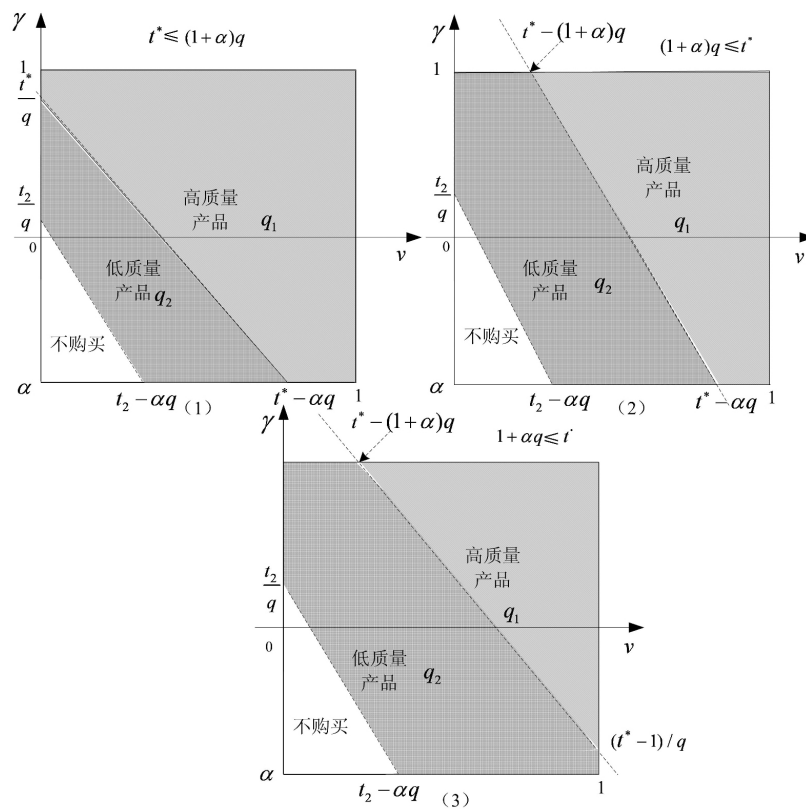 γ
t* ≤ (1+α)q
1
t*/q
t₂/q
0
高质量
产品 q₁
低质量
产品 q₂
不购买
v
α
t₂−αq
t*−αq
1
（1）
γ
t*−(1+α)q
(1+α)q ≤ t*
1
t₂/q
0
高质量
产品
q₁
低质量
产品 q₂
不购买
v
α
t₂−αq
t*−αq
1
（2）
γ
t*−(1+α)q
1+αq ≤ t*
t₂/q
0
高质量
产品
q₁
低质量
产品 q₂
不购买
v
(t*−1)/q
α
t₂−αq
1
（3）